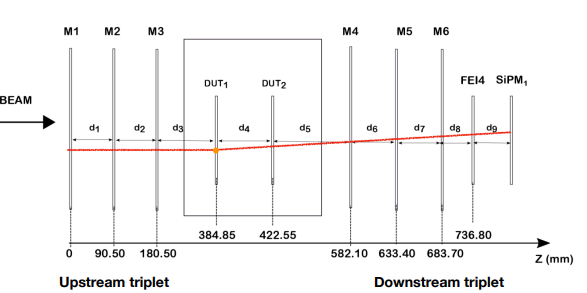 M1 M2 M3 M4 M5 M6
DUT1 DUT2 FEI4 SiPM1
BEAM
d1 d2 d3 d4 d5 d6 d7 d8 d9
384.85 422.55 736.80
0 90.50 180.50 582.10 633.40 683.70
Z (mm)
Upstream triplet Downstream triplet